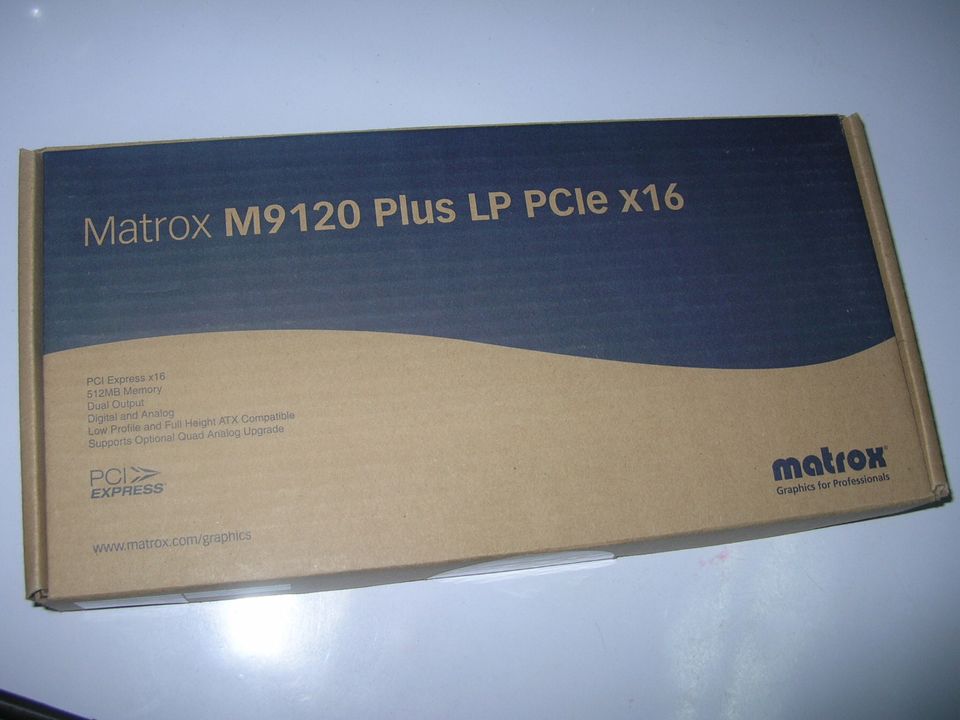 Matrox M9120 Plus LP PCIe x16
PCI Express x16
512MB Memory
Dual Output
Digital and Analog
Low Profile and Full Height ATX Compatible
Supports Optional Quad Analog Upgrade
PCI
EXPRESS
www.matrox.com/graphics
matrox®
Graphics for Professionals